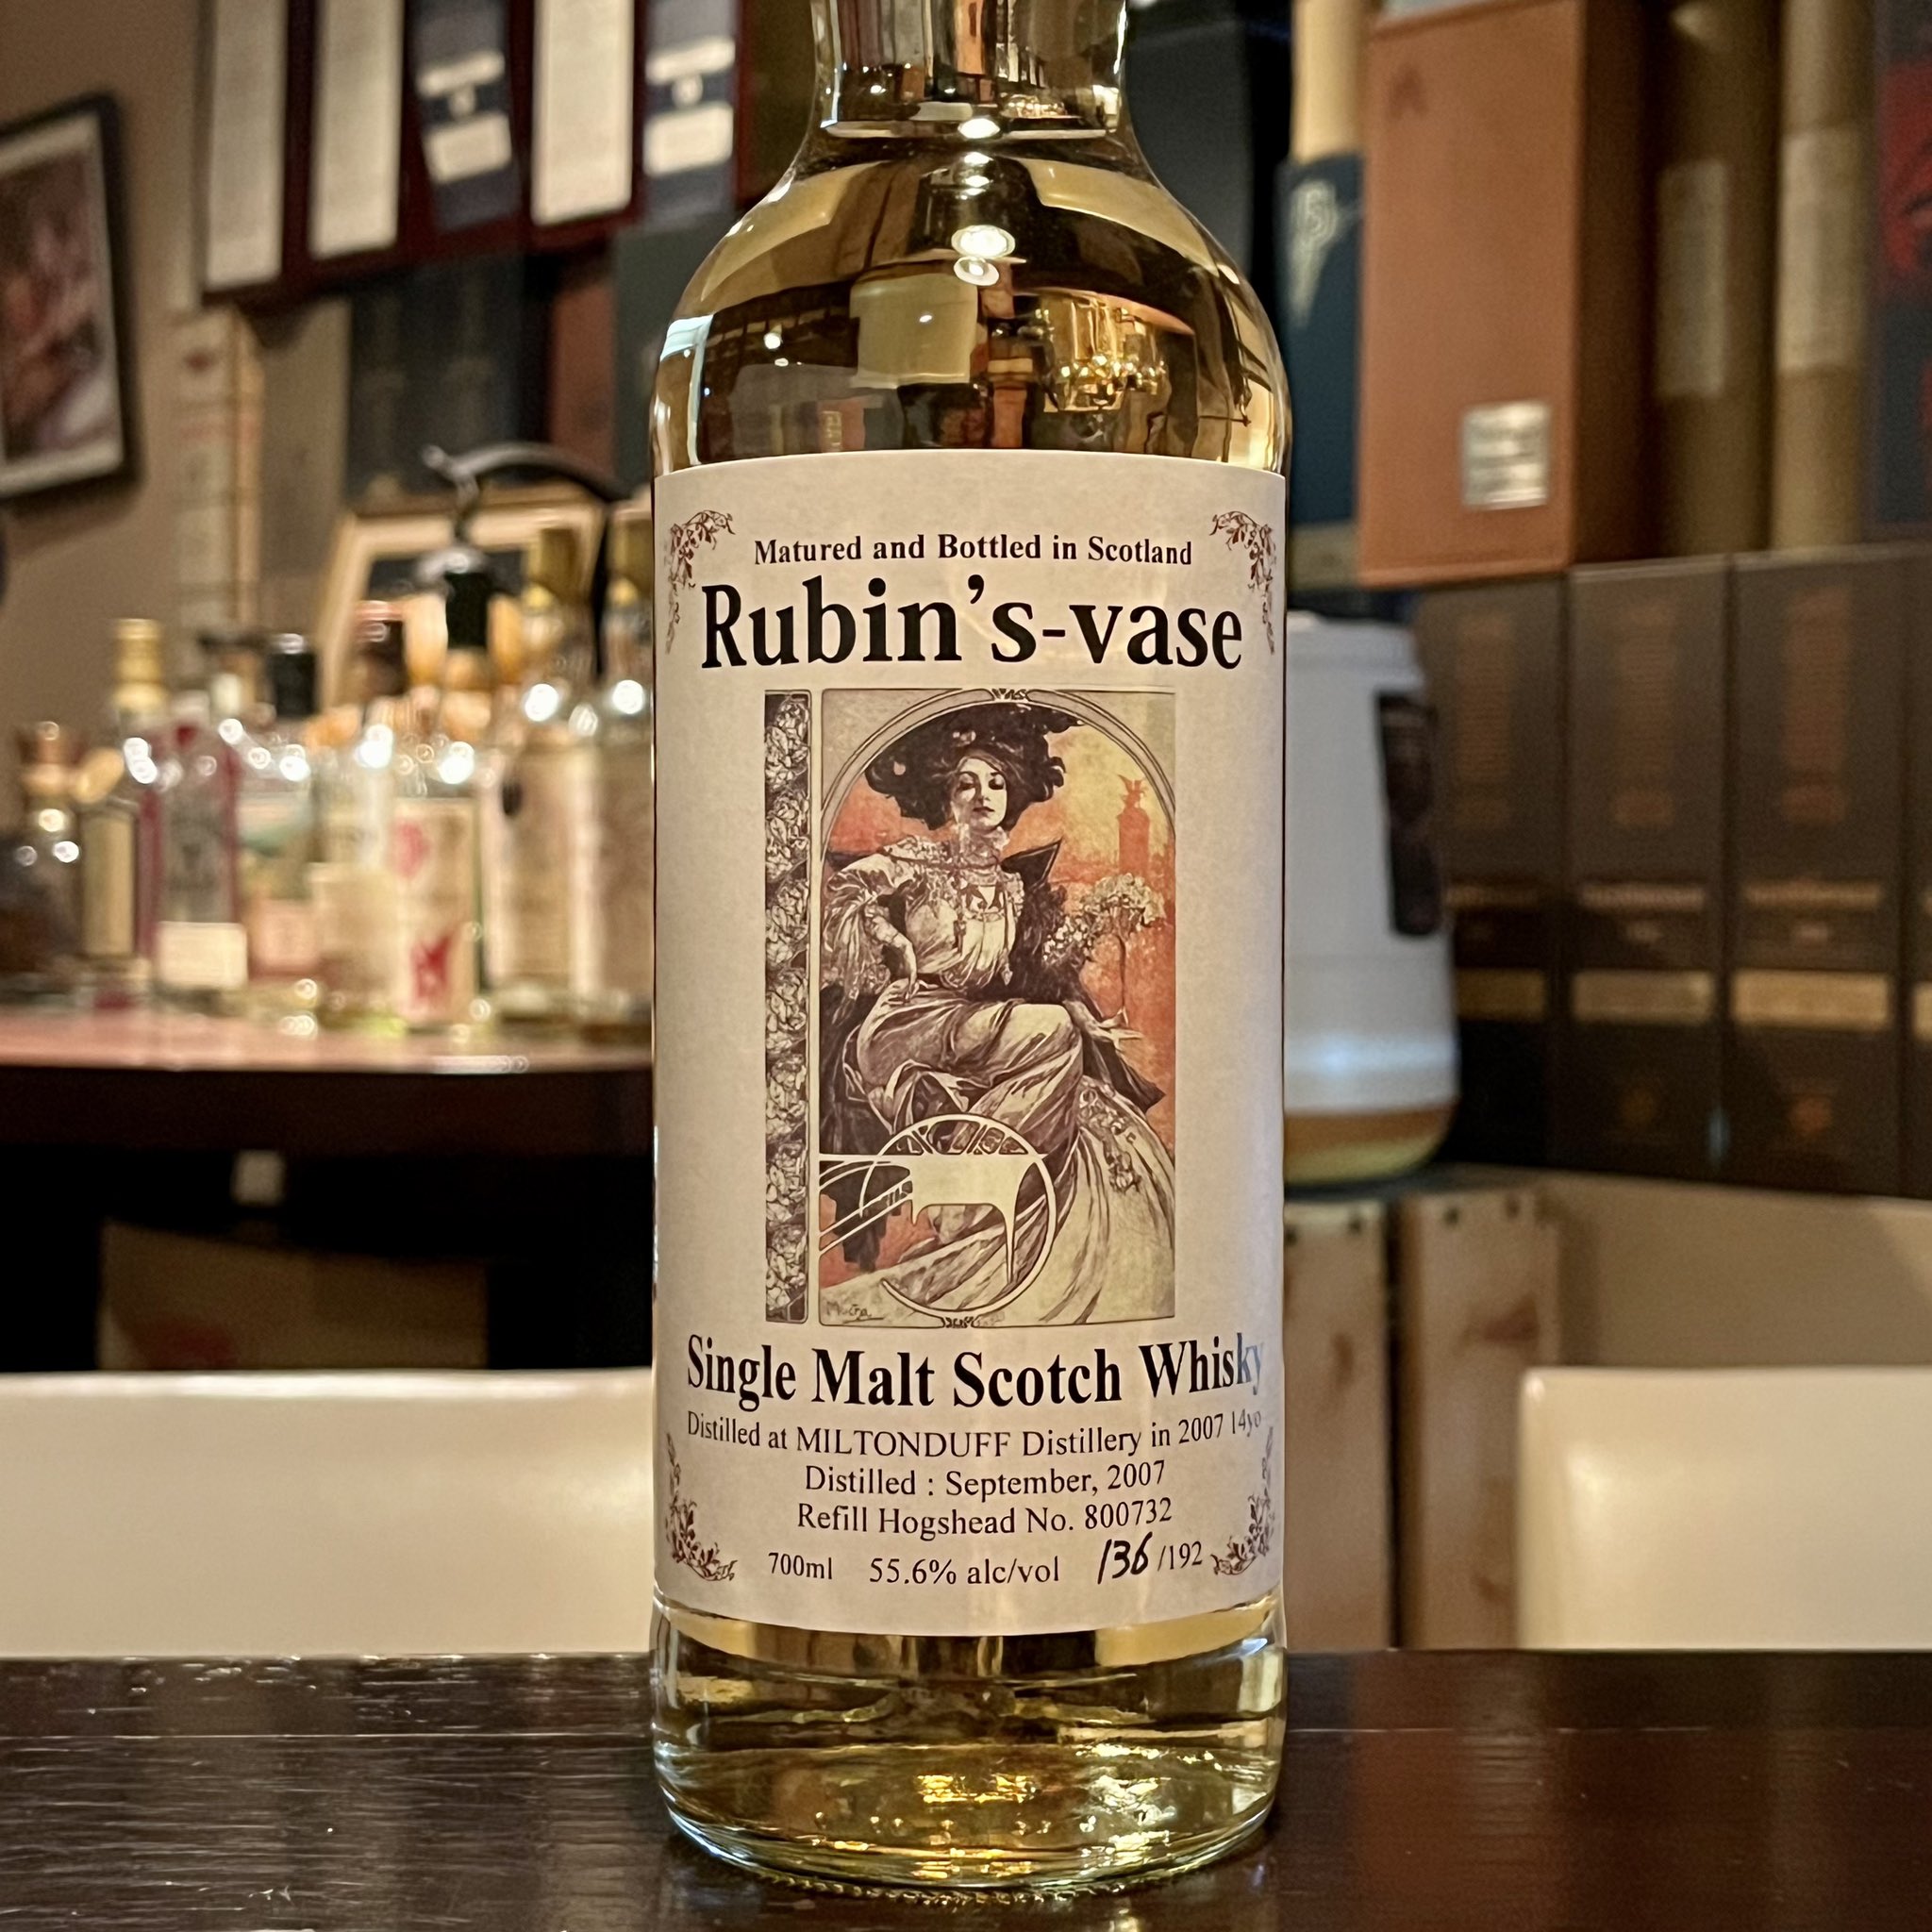 Matured and Bottled in Scotland
Rubin's-vase
Mucha
Single Malt Scotch Whisky
Distilled at MILTONDUFF Distillery in 2007 14yo
Distilled : September, 2007
Refill Hogshead No. 800732
700ml 55.6% alc/vol 136 /192